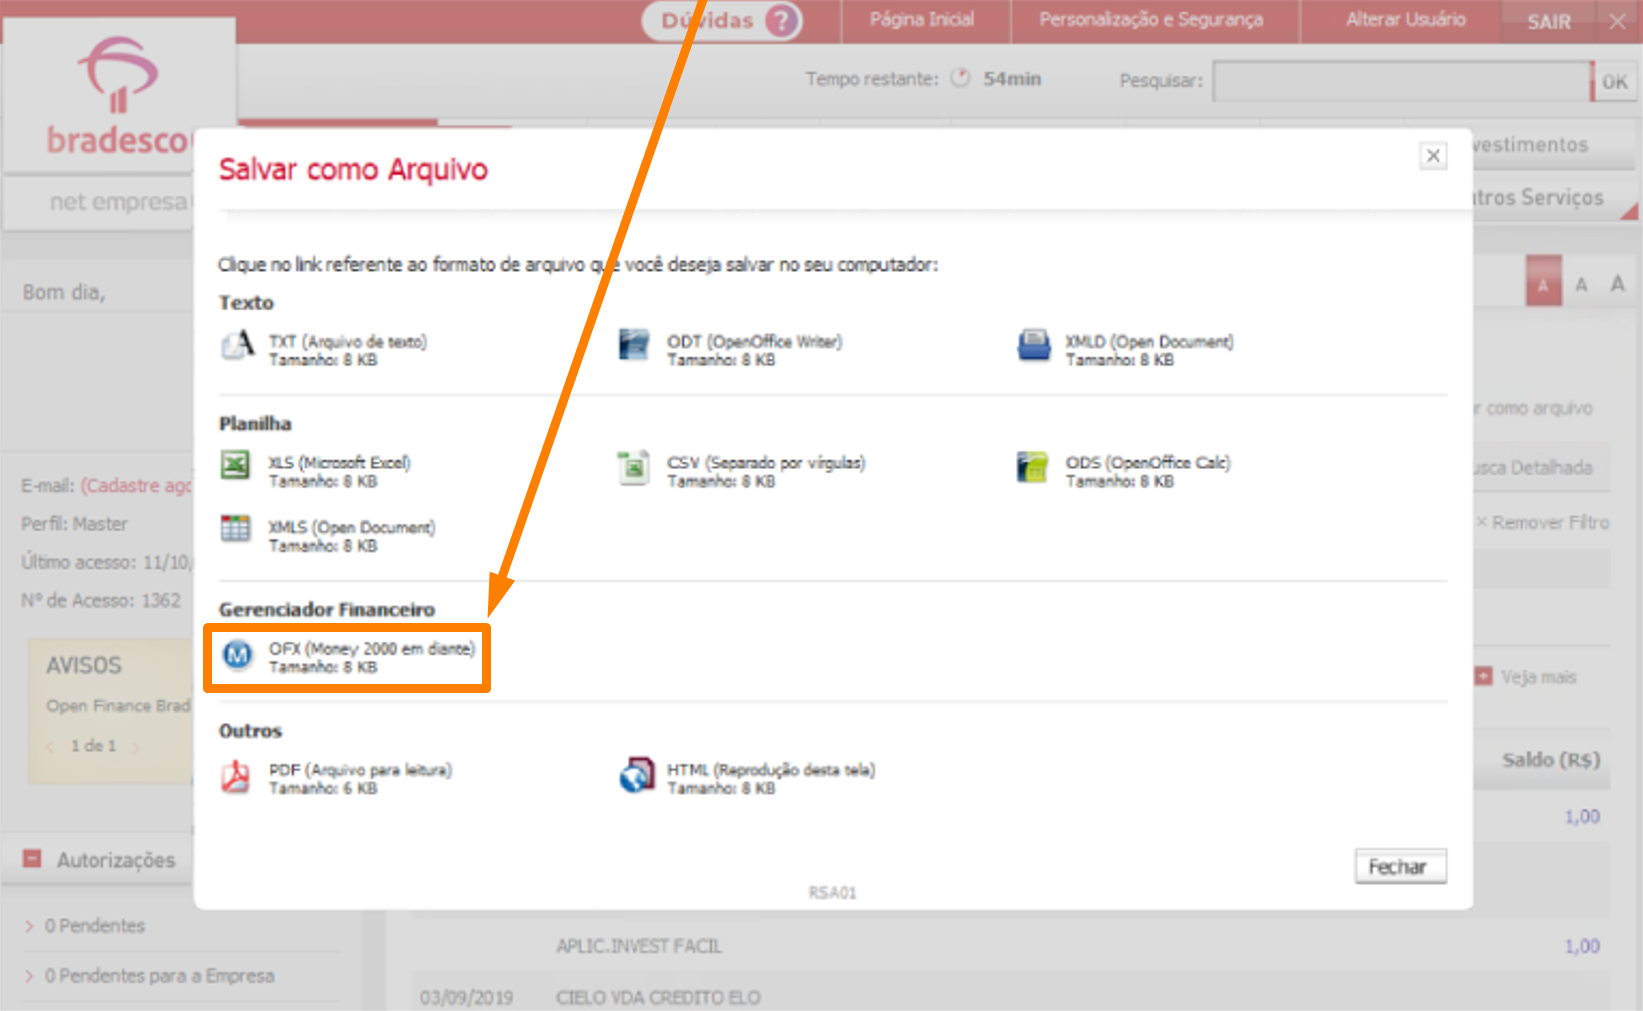 Dúvidas ?
Página Inicial
Personalização e Segurança
Alterar Usuário
SAIR
Tempo restante: 54min
Pesquisar:
OK
bradesco
net empresa
vestimentos
tros Serviços
Bom dia,
A A A
Salvar como Arquivo
Clique no link referente ao formato de arquivo que você deseja salvar no seu computador:
Texto
TXT (Arquivo de texto)
Tamanho: 8 KB
ODT (OpenOffice Writer)
Tamanho: 8 KB
XMLD (Open Document)
Tamanho: 8 KB
Planilha
XLS (Microsoft Excel)
Tamanho: 8 KB
CSV (Separado por vírgulas)
Tamanho: 8 KB
ODS (OpenOffice Calc)
Tamanho: 8 KB
XMLS (Open Document)
Tamanho: 8 KB
Gerenciador Financeiro
M
OFX (Money 2000 em diante)
Tamanho: 8 KB
Outros
PDF (Arquivo para leitura)
Tamanho: 6 KB
HTML (Reprodução desta tela)
Tamanho: 8 KB
Fechar
RSA01
E-mail: (Cadastre ago
Perfil: Master
Último acesso: 11/10/
Nº de Acesso: 1362
AVISOS
Open Finance Brad
1 de 1
Autorizações
0 Pendentes
0 Pendentes para a Empresa
r como arquivo
usca Detalhada
× Remover Filtro
Veja mais
Saldo (R$)
1,00
APLIC.INVEST FACIL
1,00
03/09/2019
CIELO VDA CREDITO ELO